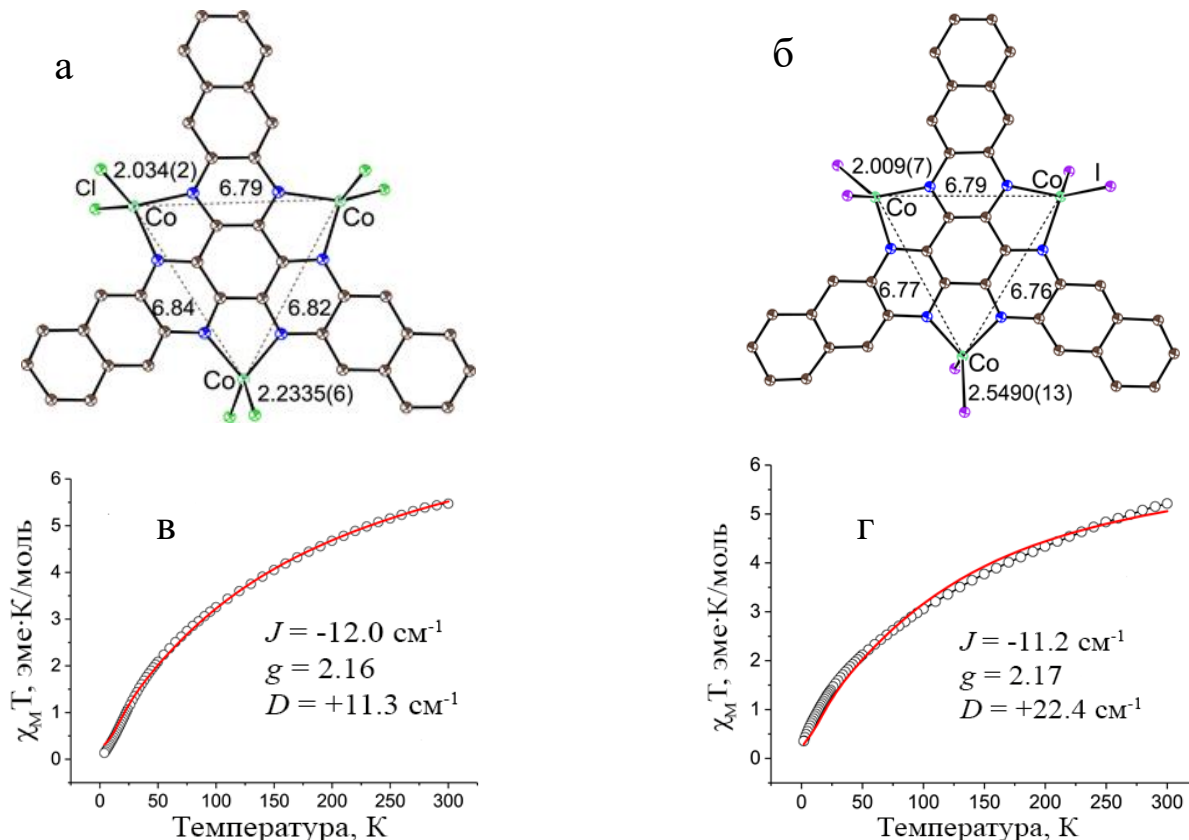 а
2.034(2)
6.79
Cl
Co
Co
6.84
6.82
Co
2.2335(6)
б
2.009(7)
6.79
Co
I
Co
6.77
6.76
Co
2.5490(13)
6
5
4
3
2
1
0
χMT, эме·К/моль
в
J = -12.0 см-1
g = 2.16
D = +11.3 см-1
0 50 100 150 200 250 300
Температура, К
6
5
4
3
2
1
0
χMT, эме·К/моль
г
J = -11.2 см-1
g = 2.17
D = +22.4 см-1
0 50 100 150 200 250 300
Температура, К